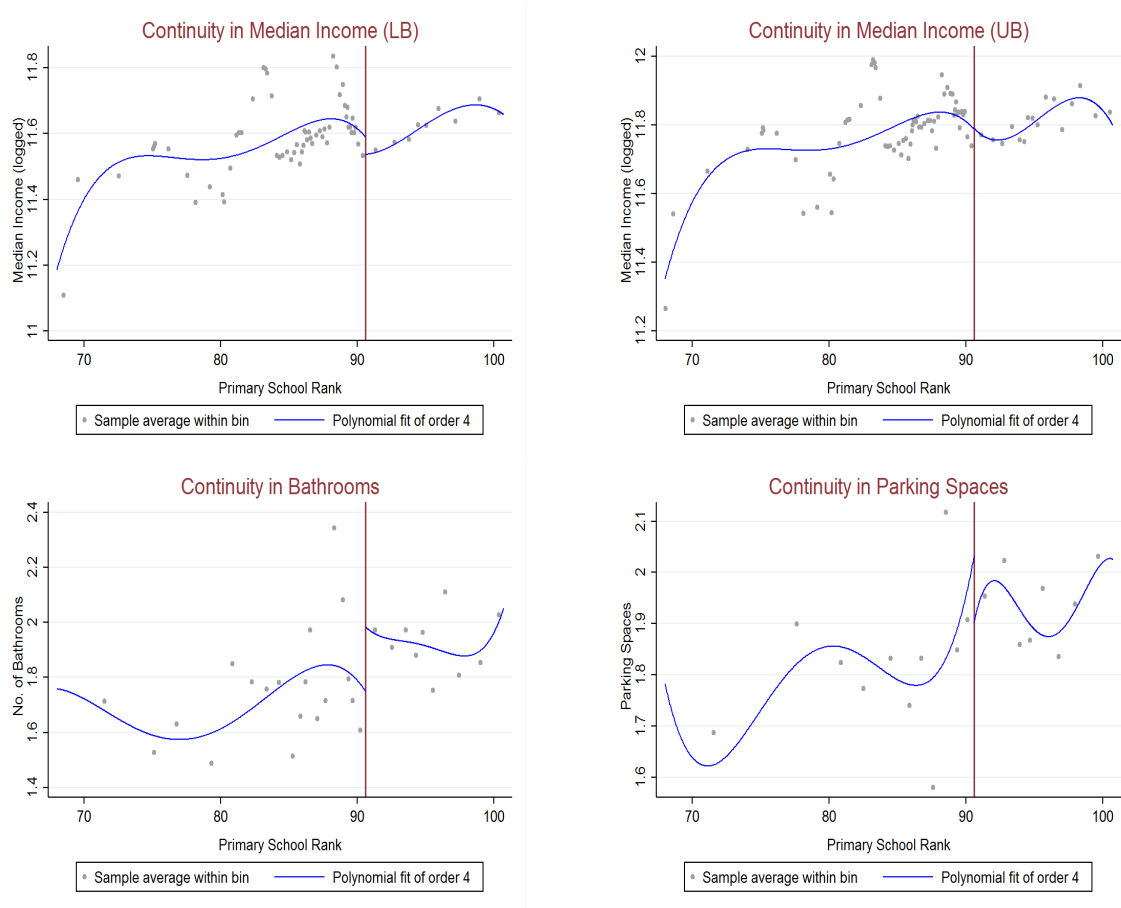 Continuity in Median Income (LB)
Median Income (logged)
11.8
11.6
11.4
11.2
11
70 80 90 100
Primary School Rank
Sample average within bin Polynomial fit of order 4
Continuity in Median Income (UB)
Median Income (logged)
12
11.8
11.6
11.4
11.2
70 80 90 100
Primary School Rank
Sample average within bin Polynomial fit of order 4
Continuity in Bathrooms
No. of Bathrooms
2.4
2.2
2
1.8
1.6
1.4
70 80 90 100
Primary School Rank
Sample average within bin Polynomial fit of order 4
Continuity in Parking Spaces
Parking Spaces
2.1
2
1.9
1.8
1.7
1.6
70 80 90 100
Primary School Rank
Sample average within bin Polynomial fit of order 4